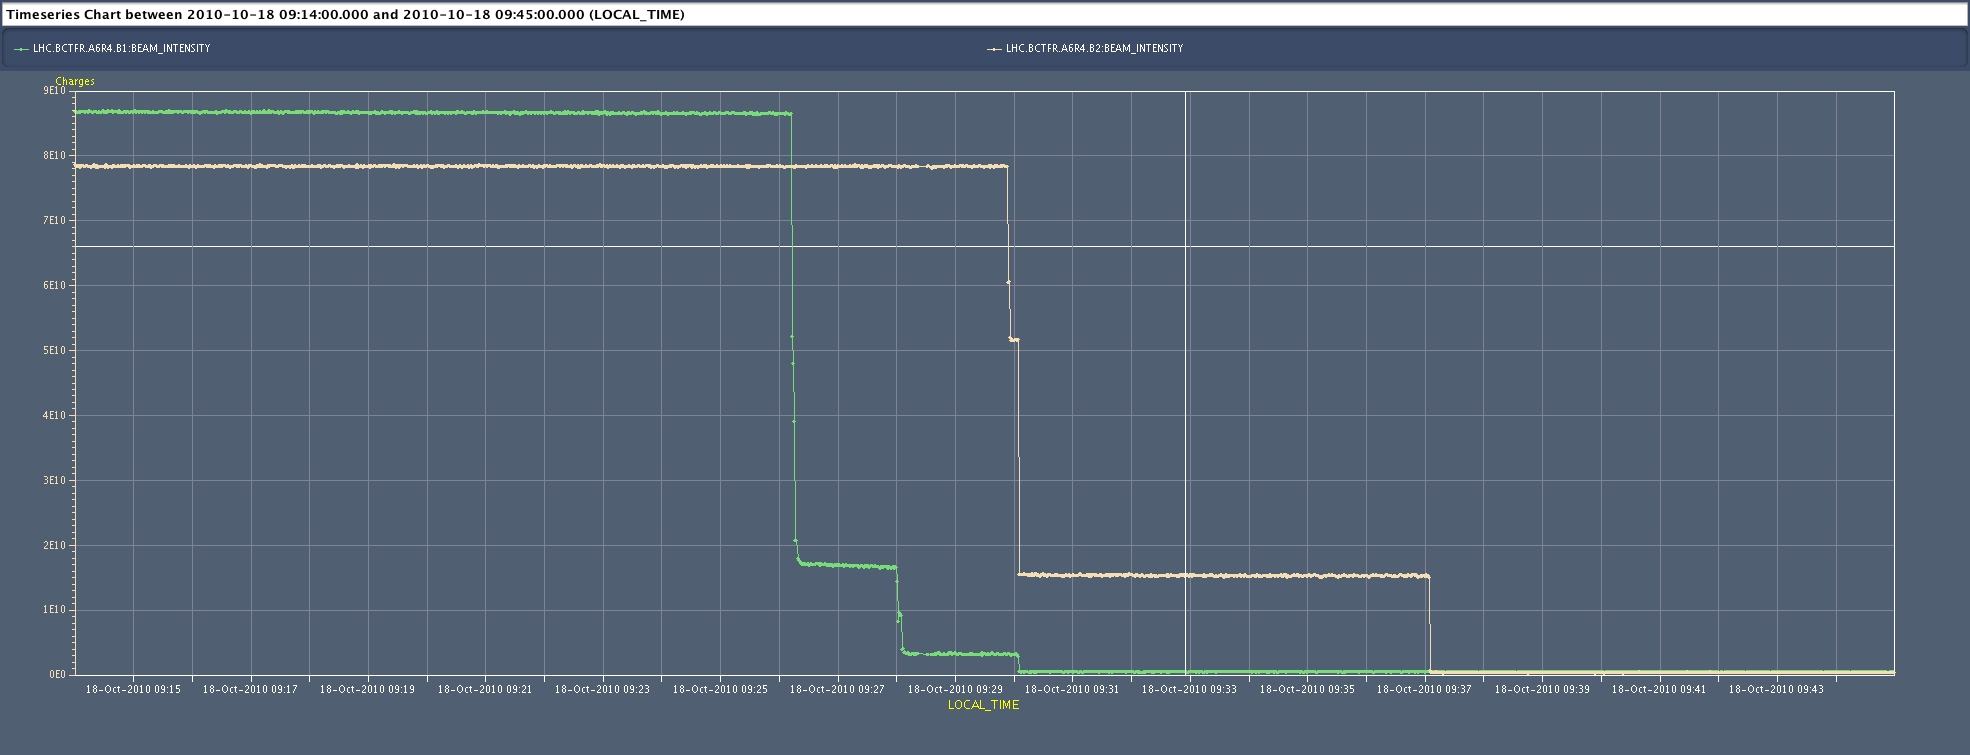 Timeseries Chart between 2010-10-18 09:14:00.000 and 2010-10-18 09:45:00.000 (LOCAL_TIME)
LHC.BCTFR.A6R4.B1:BEAM_INTENSITY LHC.BCTFR.A6R4.B2:BEAM_INTENSITY
Charges
9E10
8E10
7E10
6E10
5E10
4E10
3E10
2E10
1E10
0E0
18-Oct-2010 09:15 18-Oct-2010 09:17 18-Oct-2010 09:19 18-Oct-2010 09:21 18-Oct-2010 09:23 18-Oct-2010 09:25 18-Oct-2010 09:27 18-Oct-2010 09:29 18-Oct-2010 09:31 18-Oct-2010 09:33 18-Oct-2010 09:35 18-Oct-2010 09:37 18-Oct-2010 09:39 18-Oct-2010 09:41 18-Oct-2010 09:43
LOCAL_TIME